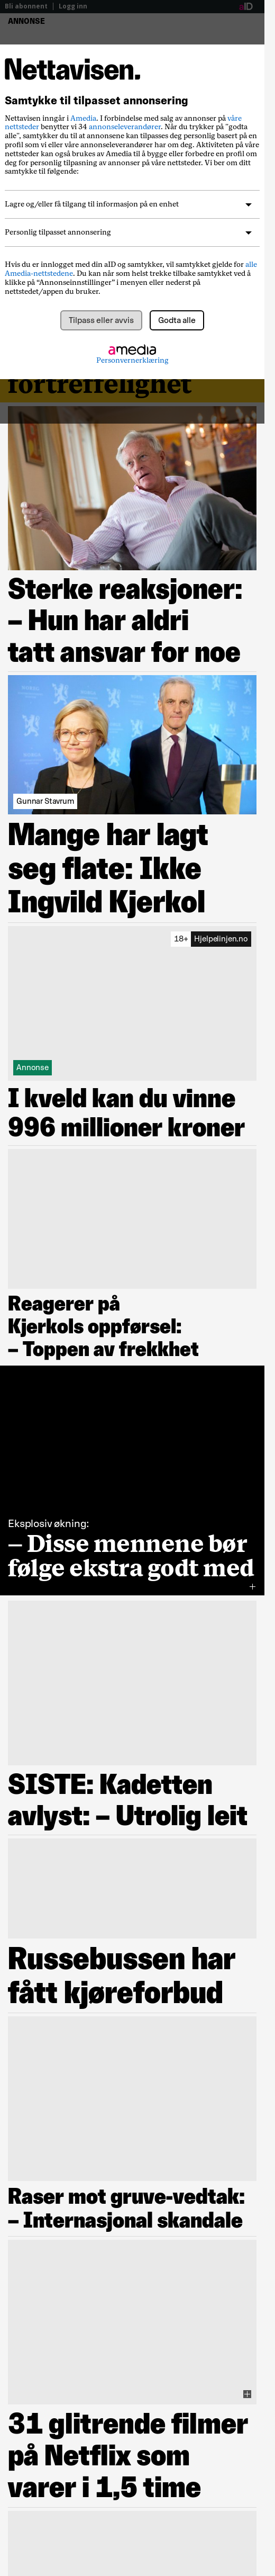 Bli abonnent | Logg inn
aID
ANNONSE
Nettavisen.
Samtykke til tilpasset annonsering
Nettavisen inngår i Amedia. I forbindelse med salg av annonser på våre
nettsteder benytter vi 34 annonseleverandører. Når du trykker på "godta
alle", samtykker du til at annonsene kan tilpasses deg personlig basert på en
profil som vi eller våre annonseleverandører har om deg. Aktiviteten på våre
nettsteder kan også brukes av Amedia til å bygge eller forbedre en profil om
deg for personlig tilpasning av annonser på våre nettsteder. Vi ber om ditt
samtykke til følgende:
Lagre og/eller få tilgang til informasjon på en enhet
Personlig tilpasset annonsering
Hvis du er innlogget med din aID og samtykker, vil samtykket gjelde for alle
Amedia-nettstedene. Du kan når som helst trekke tilbake samtykket ved å
klikke på “Annonseinnstillinger” i menyen eller nederst på
nettstedet/appen du bruker.
Tilpass eller avvis
Godta alle
amedia
Personvernerklæring
fortreffelighet
Sterke reaksjoner:
– Hun har aldri
tatt ansvar for noe
Gunnar Stavrum
Mange har lagt
seg flate: Ikke
Ingvild Kjerkol
18+ Hjelpelinjen.no
Annonse
I kveld kan du vinne
996 millioner kroner
Reagerer på
Kjerkols oppførsel:
– Toppen av frekkhet
Eksplosiv økning:
– Disse mennene bør
følge ekstra godt med
SISTE: Kadetten
avlyst: – Utrolig leit
Russebussen har
fått kjøreforbud
Raser mot gruve-vedtak:
– Internasjonal skandale
31 glitrende filmer
på Netflix som
varer i 1,5 time